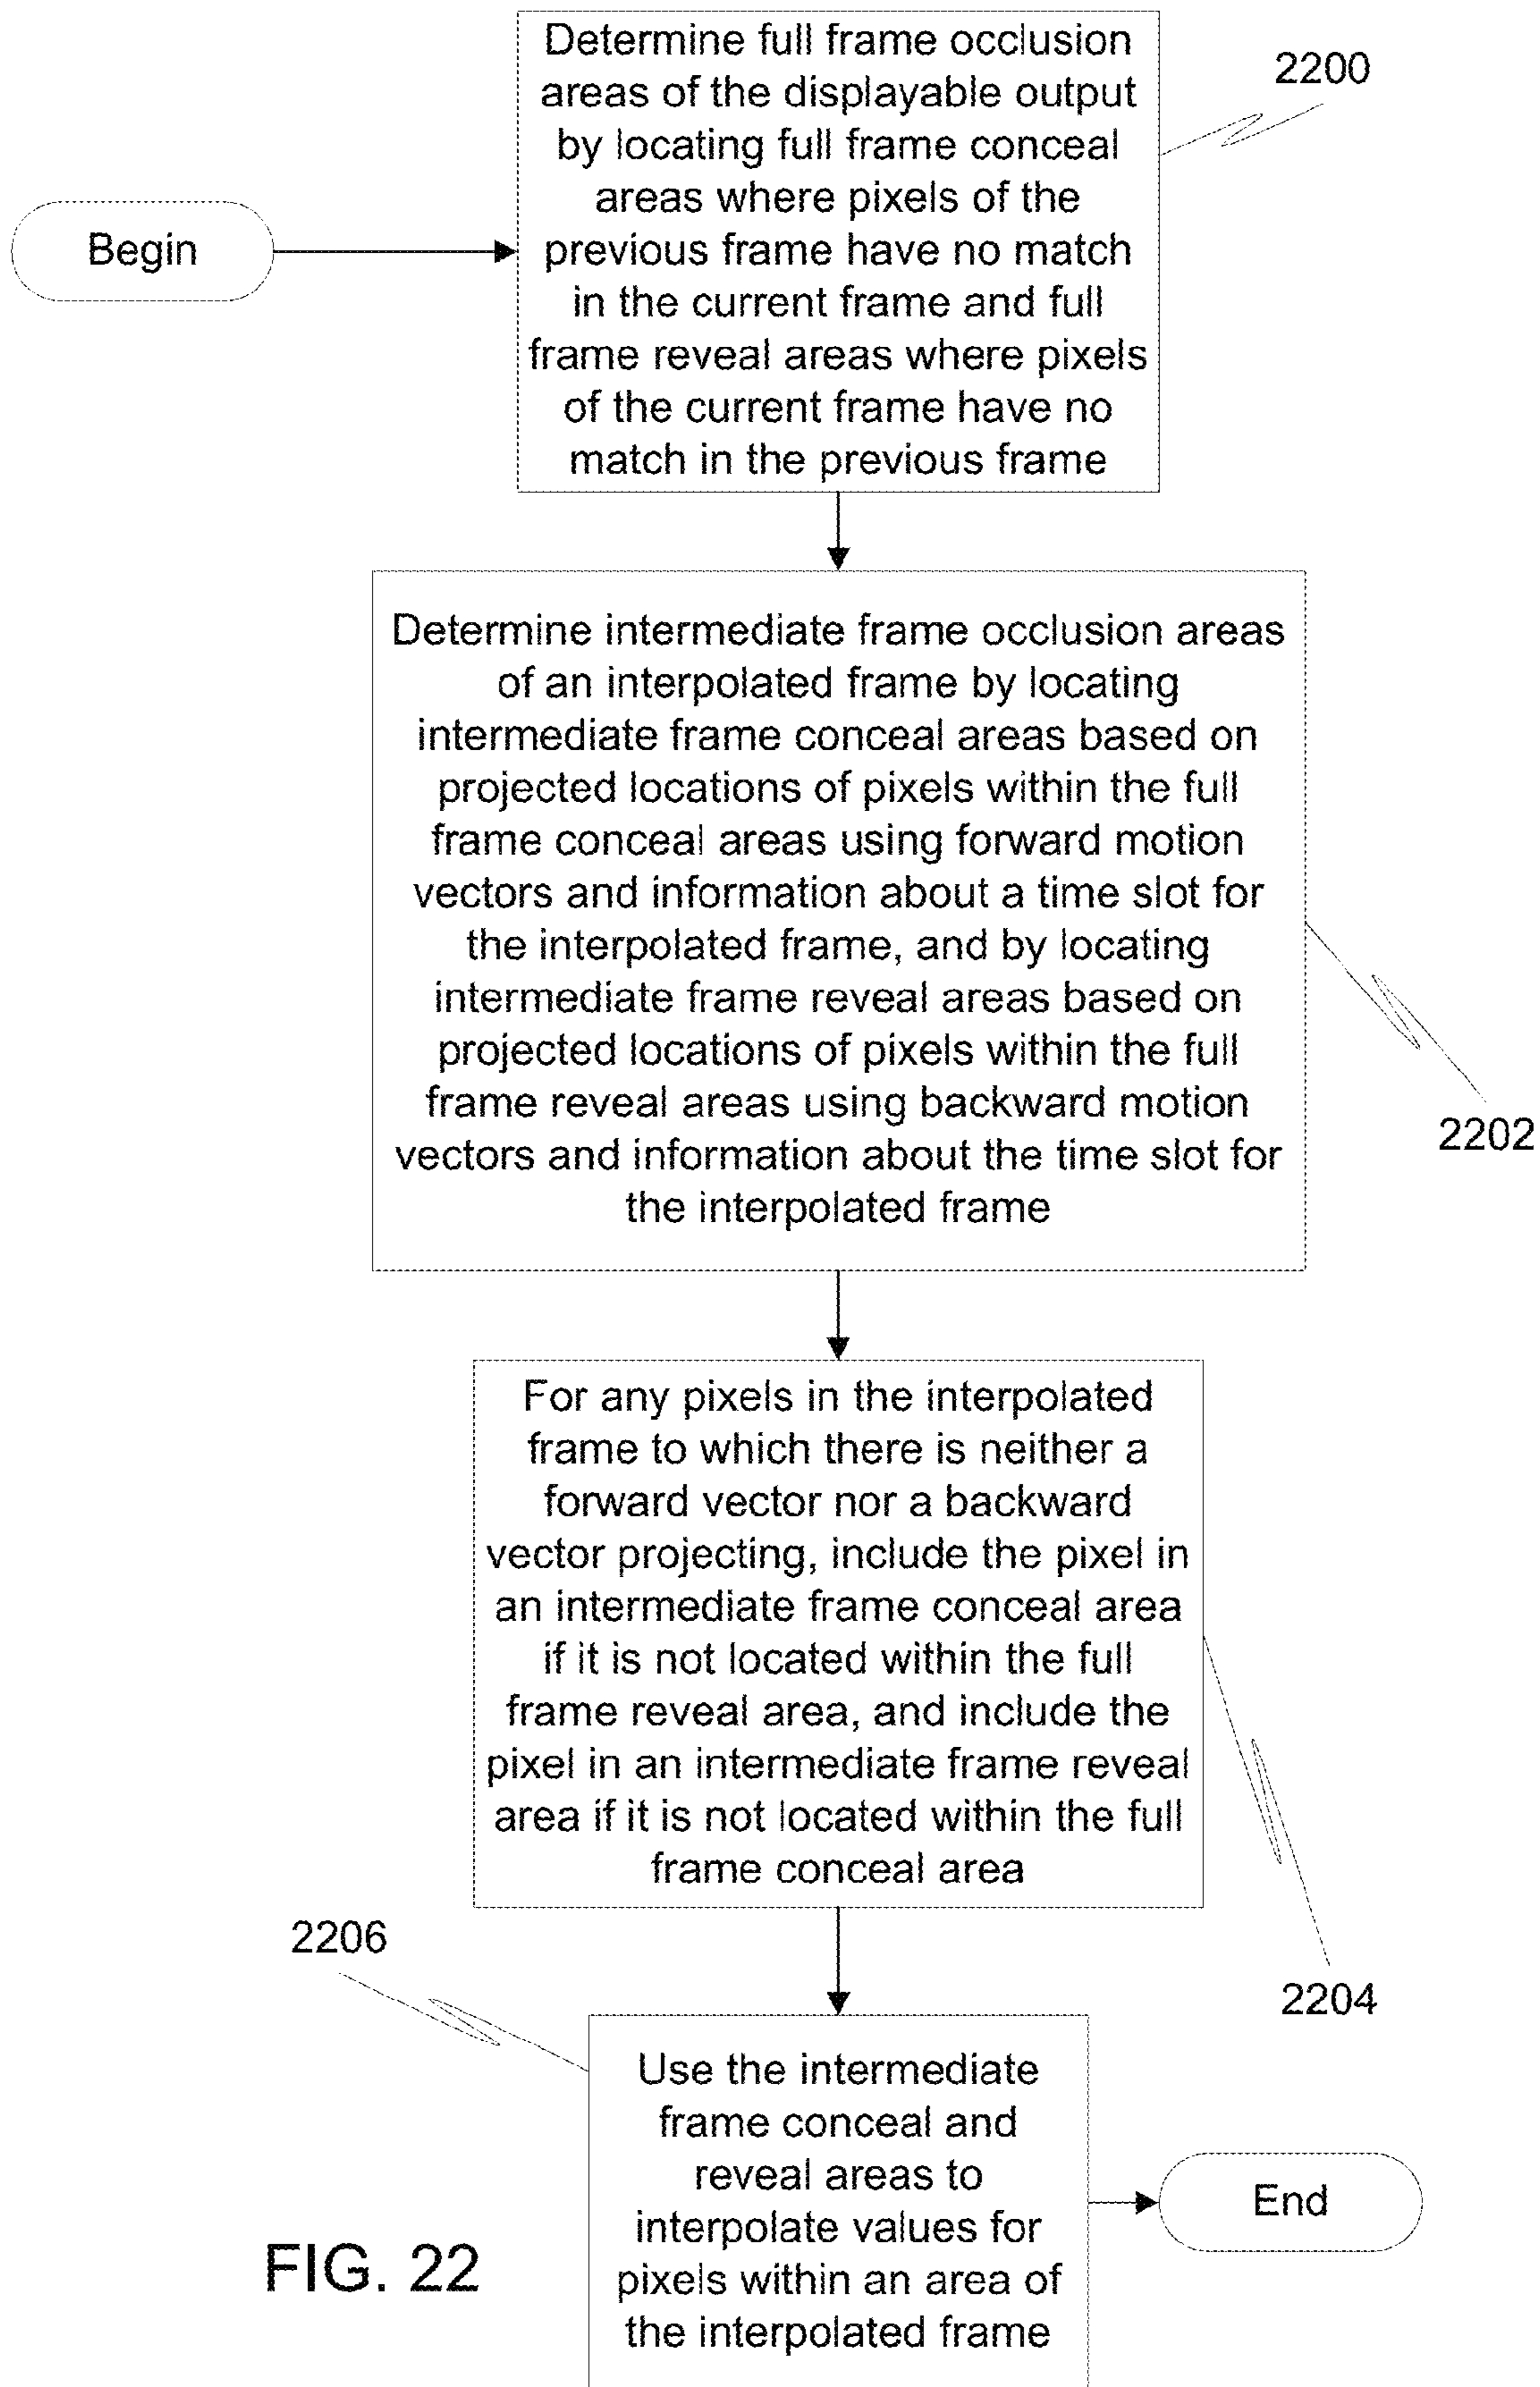 Determine full frame occlusion
areas of the displayable output
by locating full frame conceal
areas where pixels of the
previous frame have no match
in the current frame and full
frame reveal areas where pixels
of the current frame have no
match in the previous frame
2200
Begin
Determine intermediate frame occlusion areas
of an interpolated frame by locating
intermediate frame conceal areas based on
projected locations of pixels within the full
frame conceal areas using forward motion
vectors and information about a time slot for
the interpolated frame, and by locating
intermediate frame reveal areas based on
projected locations of pixels within the full
frame reveal areas using backward motion
vectors and information about the time slot for
the interpolated frame
2202
For any pixels in the interpolated
frame to which there is neither a
forward vector nor a backward
vector projecting, include the pixel in
an intermediate frame conceal area
if it is not located within the full
frame reveal area, and include the
pixel in an intermediate frame reveal
area if it is not located within the full
frame conceal area
2204
2206
Use the intermediate
frame conceal and
reveal areas to
interpolate values for
pixels within an area of
the interpolated frame
End
FIG. 22